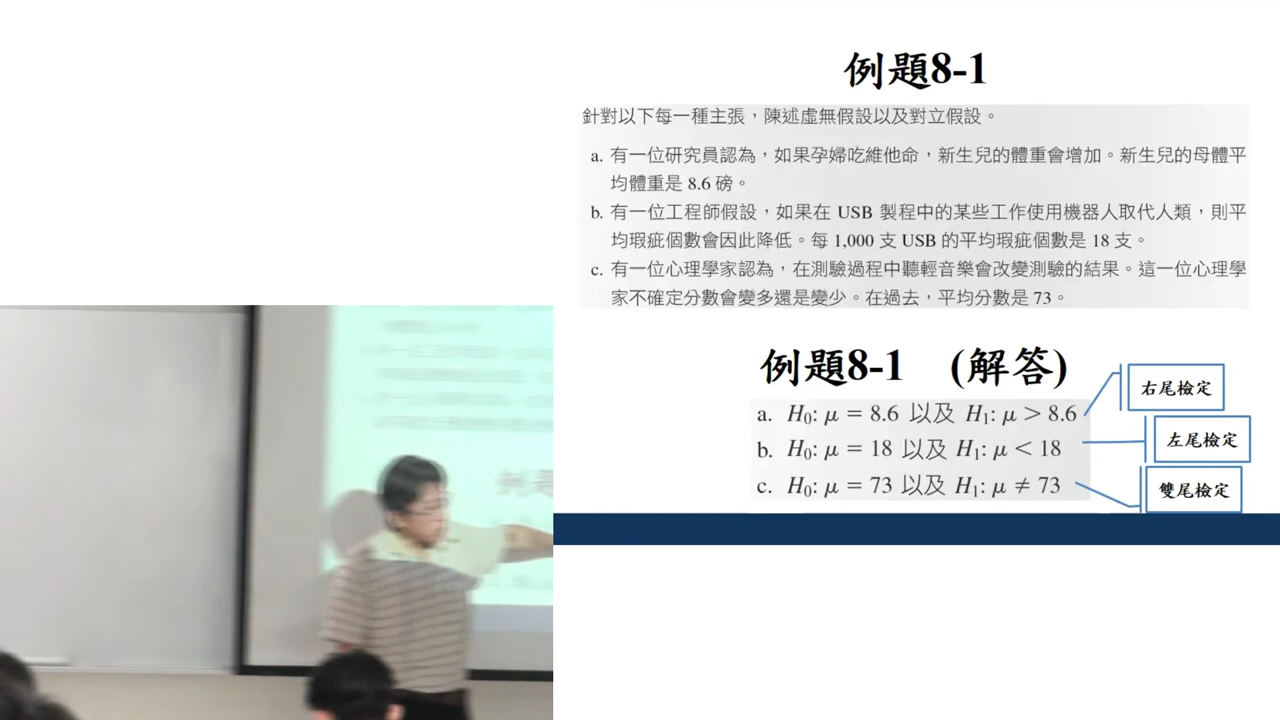 例題8-1
針對以下每一種主張，陳述虛無假設以及對立假設。
a. 有一位研究員認為，如果孕婦吃維他命，新生兒的體重會增加。新生兒的母體平
均體重是 8.6 磅。
b. 有一位工程師假設，如果在 USB 製程中的某些工作使用機器人取代人類，則平
均瑕疵個數會因此降低。每 1,000 支 USB 的平均瑕疵個數是 18 支。
c. 有一位心理學家認為，在測驗過程中聽輕音樂會改變測驗的結果。這一位心理學
家不確定分數會變多還是變少。在過去，平均分數是 73。
例題8-1 (解答)
a. H₀: μ = 8.6 以及 H₁: μ > 8.6
右尾檢定
b. H₀: μ = 18 以及 H₁: μ < 18
左尾檢定
c. H₀: μ = 73 以及 H₁: μ ≠ 73
雙尾檢定